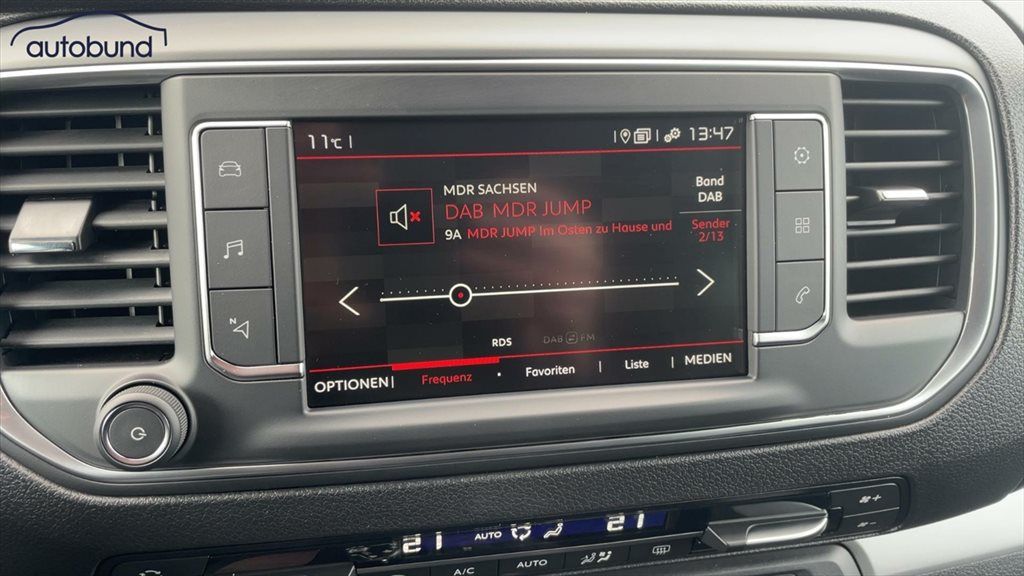 autobund
11°C
13:47
MDR SACHSEN
DAB MDR JUMP
9A MDR JUMP Im Osten zu Hause und
Band
DAB
Sender
2/13
N
RDS
DAB FM
OPTIONEN
Frequenz
Favoriten
Liste
MEDIEN
21
AUTO
21
A/C
AUTO